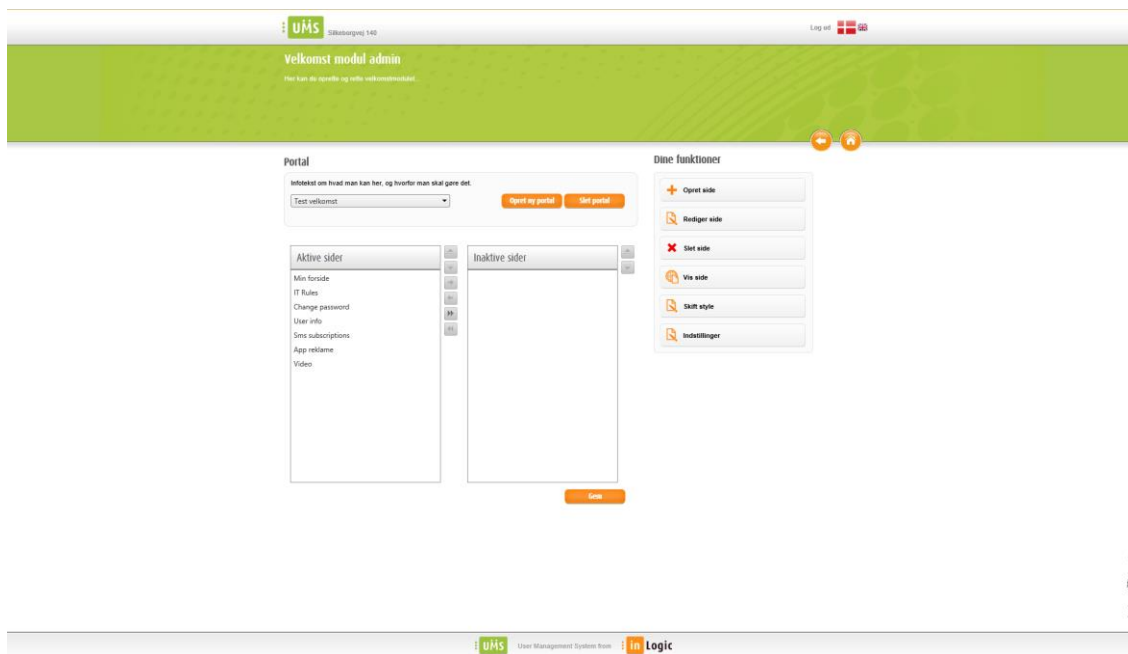 UMS Silkeborgvej 140
Log ud
Velkomst modul admin
Her kan du oprette og rette velkomstmodulet...
Portal
Infotekst om hvad man kan her, og hvorfor man skal gøre det.
Test velkomst
Opret ny portal
Slet portal
Aktive sider
Min forside
IT Rules
Change password
User info
Sms subscriptions
App reklame
Video
Inaktive sider
Gem
Dine funktioner
Opret side
Rediger side
Slet side
Vis side
Skift style
Indstillinger
UMS User Management System from in Logic